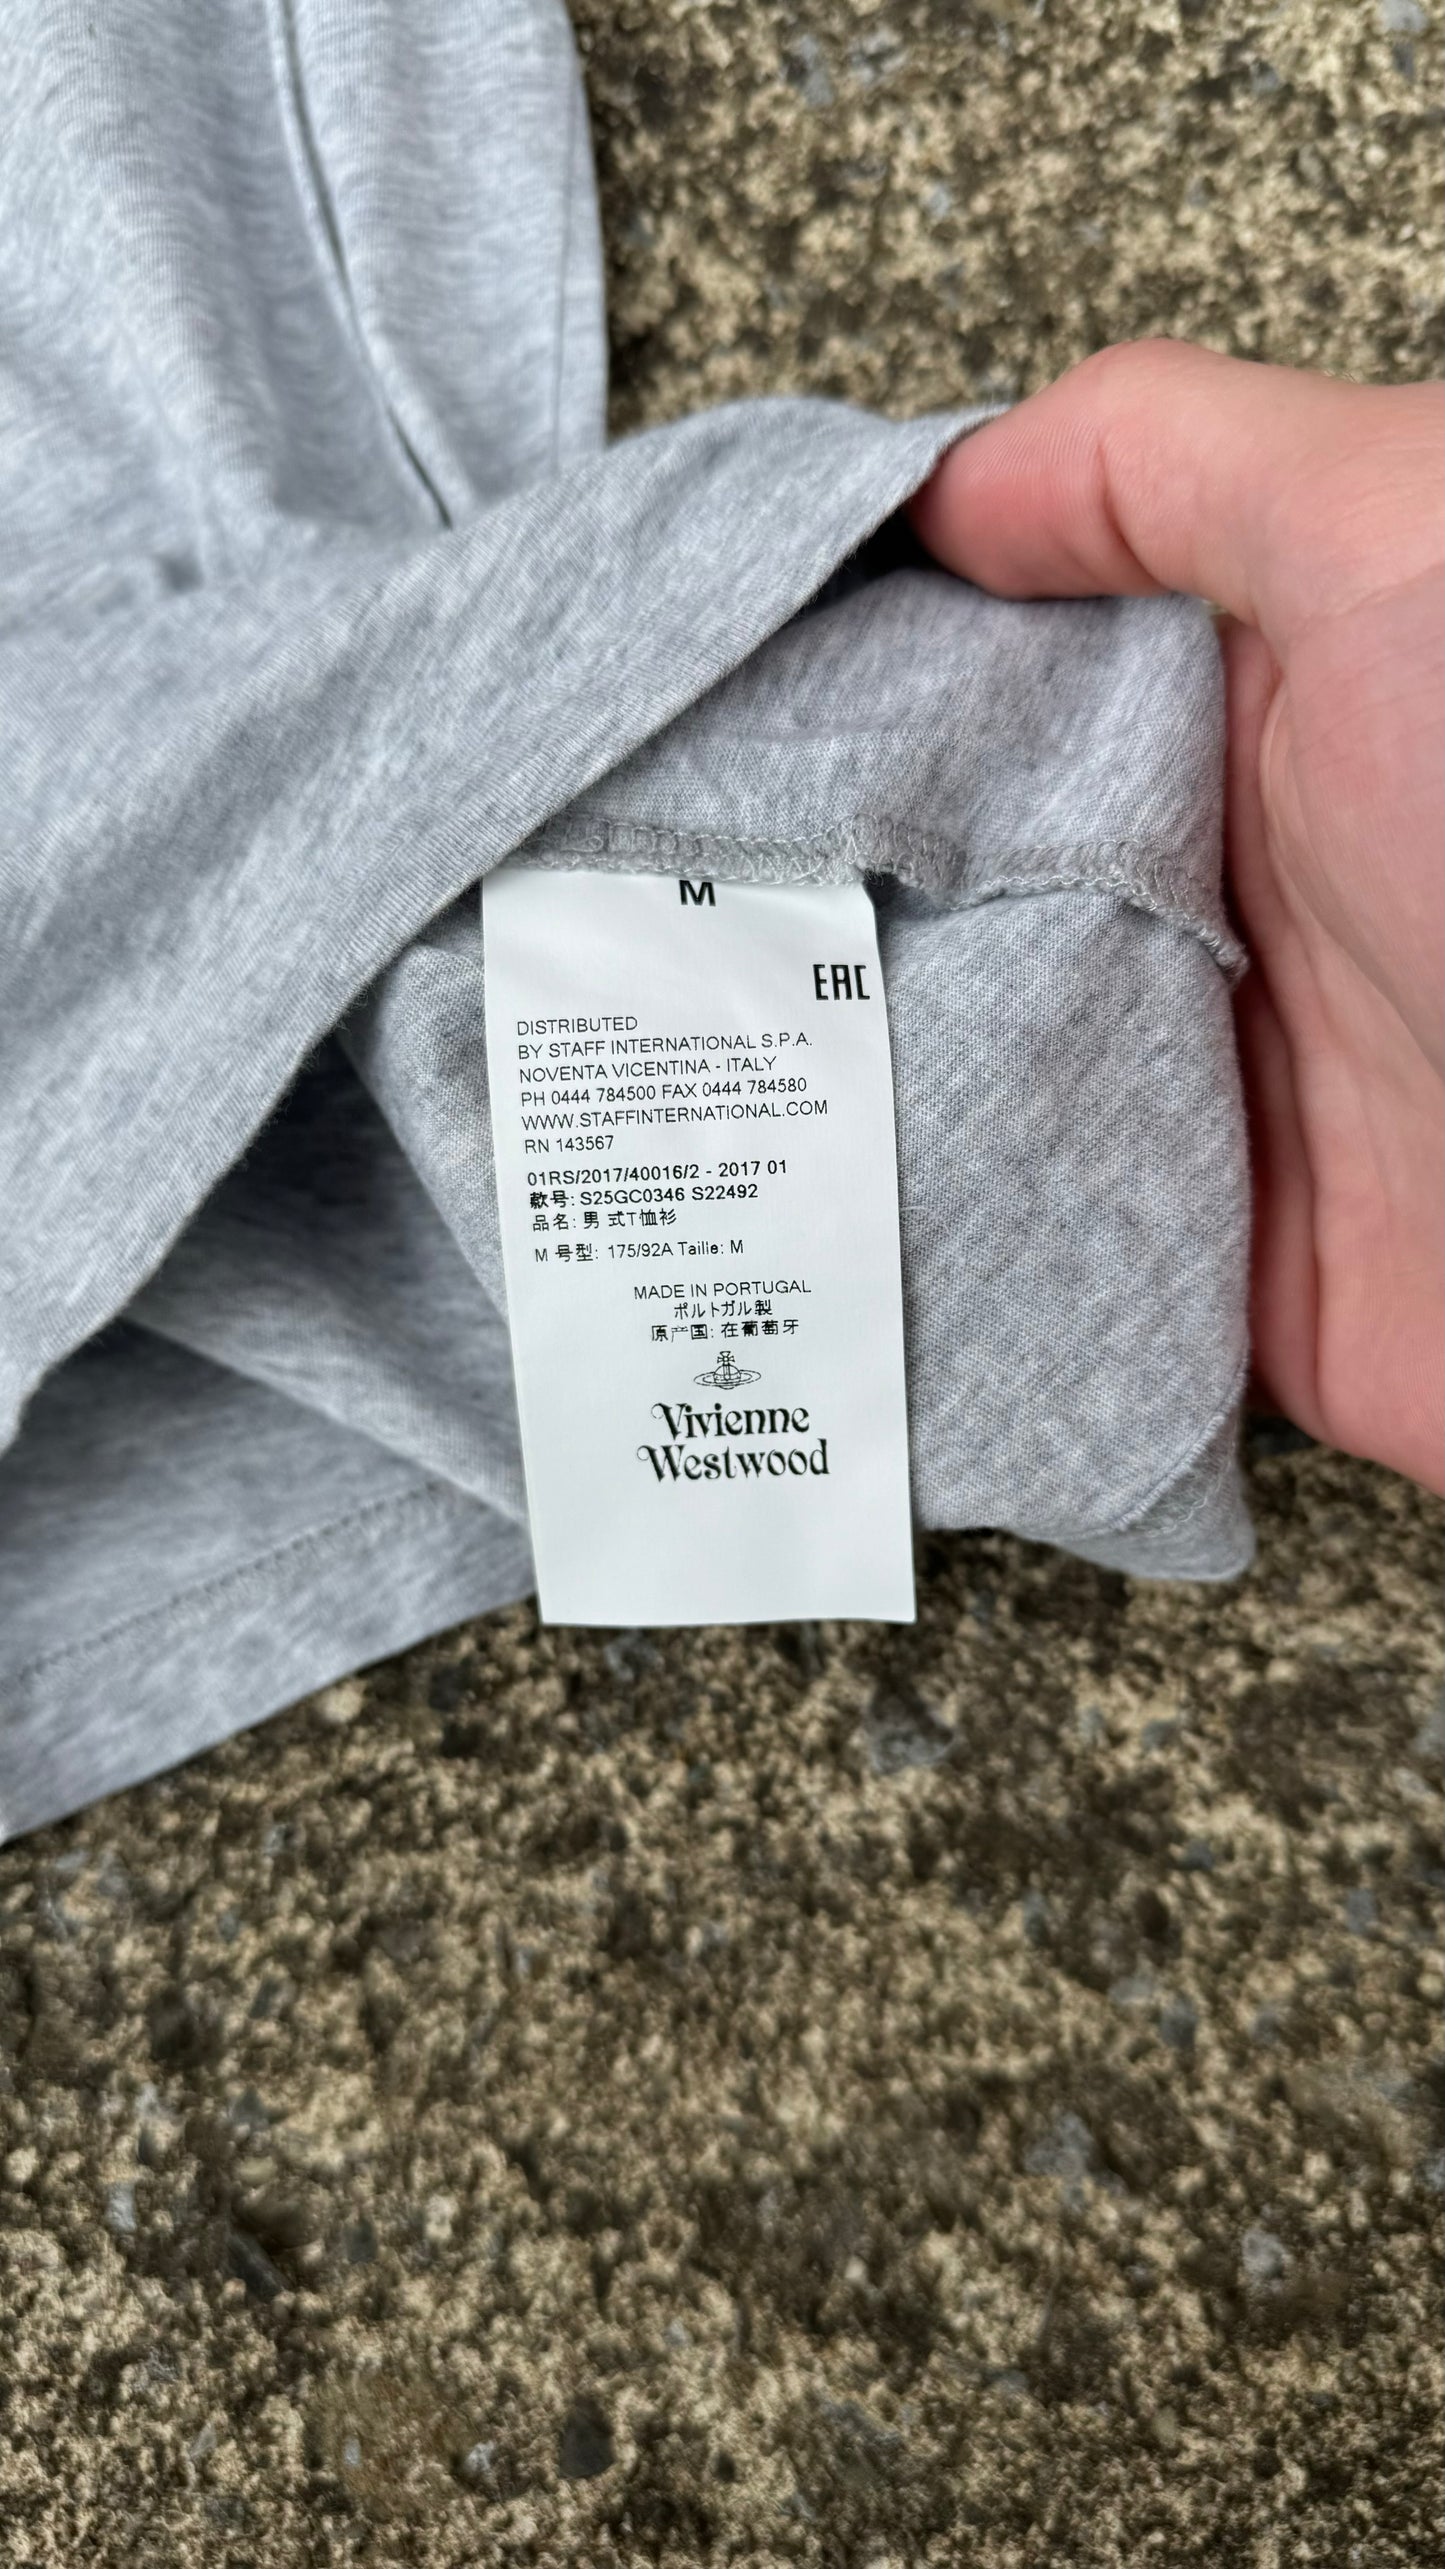 M
EAC
DISTRIBUTED
BY STAFF INTERNATIONAL S.P.A.
NOVENTA VICENTINA - ITALY
PH 0444 784500 FAX 0444 784580
WWW.STAFFINTERNATIONAL.COM
RN 143567
01RS/2017/40016/2 - 2017 01
款号: S25GC0346 S22492
品名: 男 式T恤衫
M 号型: 175/92A Taille: M
MADE IN PORTUGAL
ポルトガル製
原产国: 在葡萄牙
Vivienne
Westwood